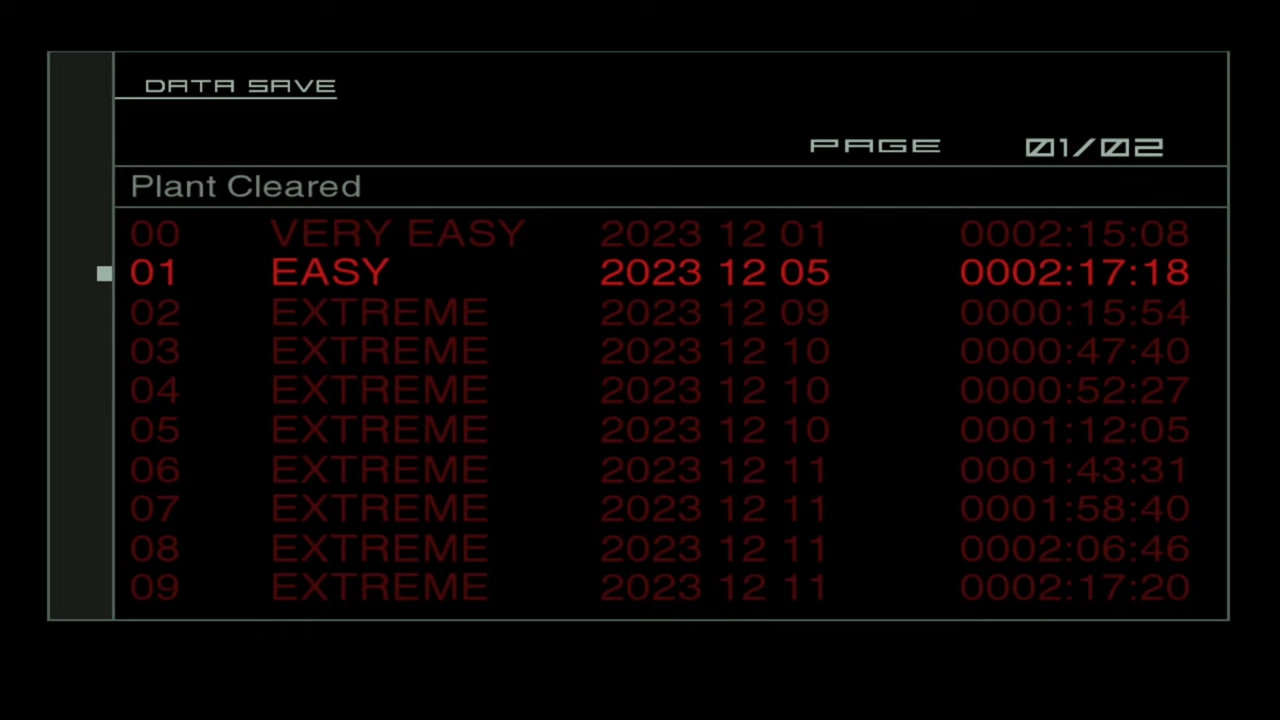 DATA SAVE
PAGE 01/02
Plant Cleared
00 VERY EASY 2023 12 01 0002:15:08
01 EASY 2023 12 05 0002:17:18
02 EXTREME 2023 12 09 0000:15:54
03 EXTREME 2023 12 10 0000:47:40
04 EXTREME 2023 12 10 0000:52:27
05 EXTREME 2023 12 10 0001:12:05
06 EXTREME 2023 12 11 0001:43:31
07 EXTREME 2023 12 11 0001:58:40
08 EXTREME 2023 12 11 0002:06:46
09 EXTREME 2023 12 11 0002:17:20